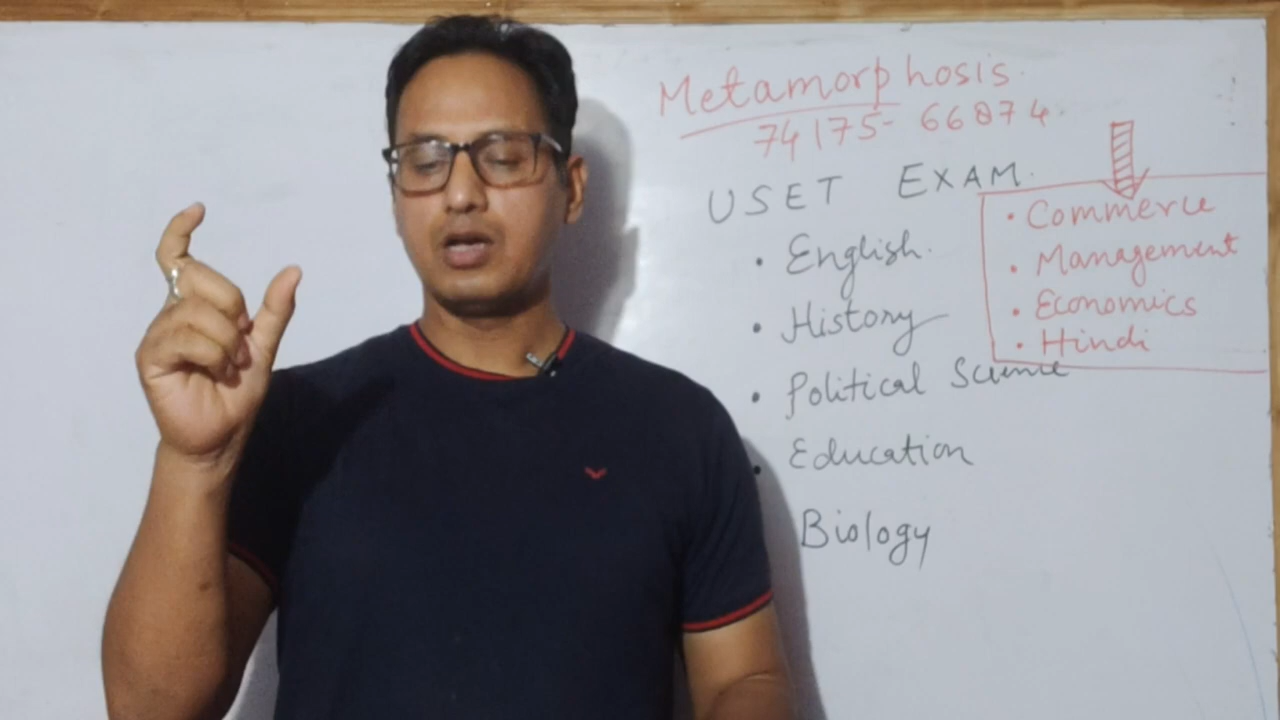 Metamorphosis.
74175-66874.
USET EXAM.
• English.
• History
• Political Science
• Education
Biology
• Commerce
• Management
• Economics
• Hindi